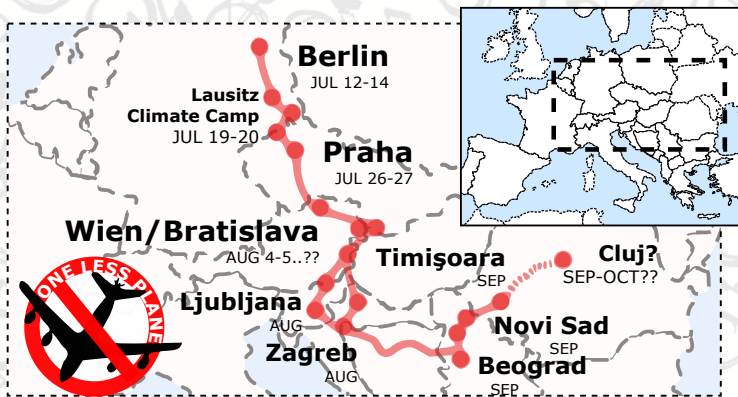 Berlin
JUL 12-14
Lausitz
Climate Camp
JUL 19-20
Praha
JUL 26-27
Wien/Bratislava
AUG 4-5..??
Timişoara
SEP
Cluj?
SEP-OCT??
Ljubljana
AUG
Novi Sad
SEP
Zagreb
AUG
Beograd
SEP
ONE LESS PLANE